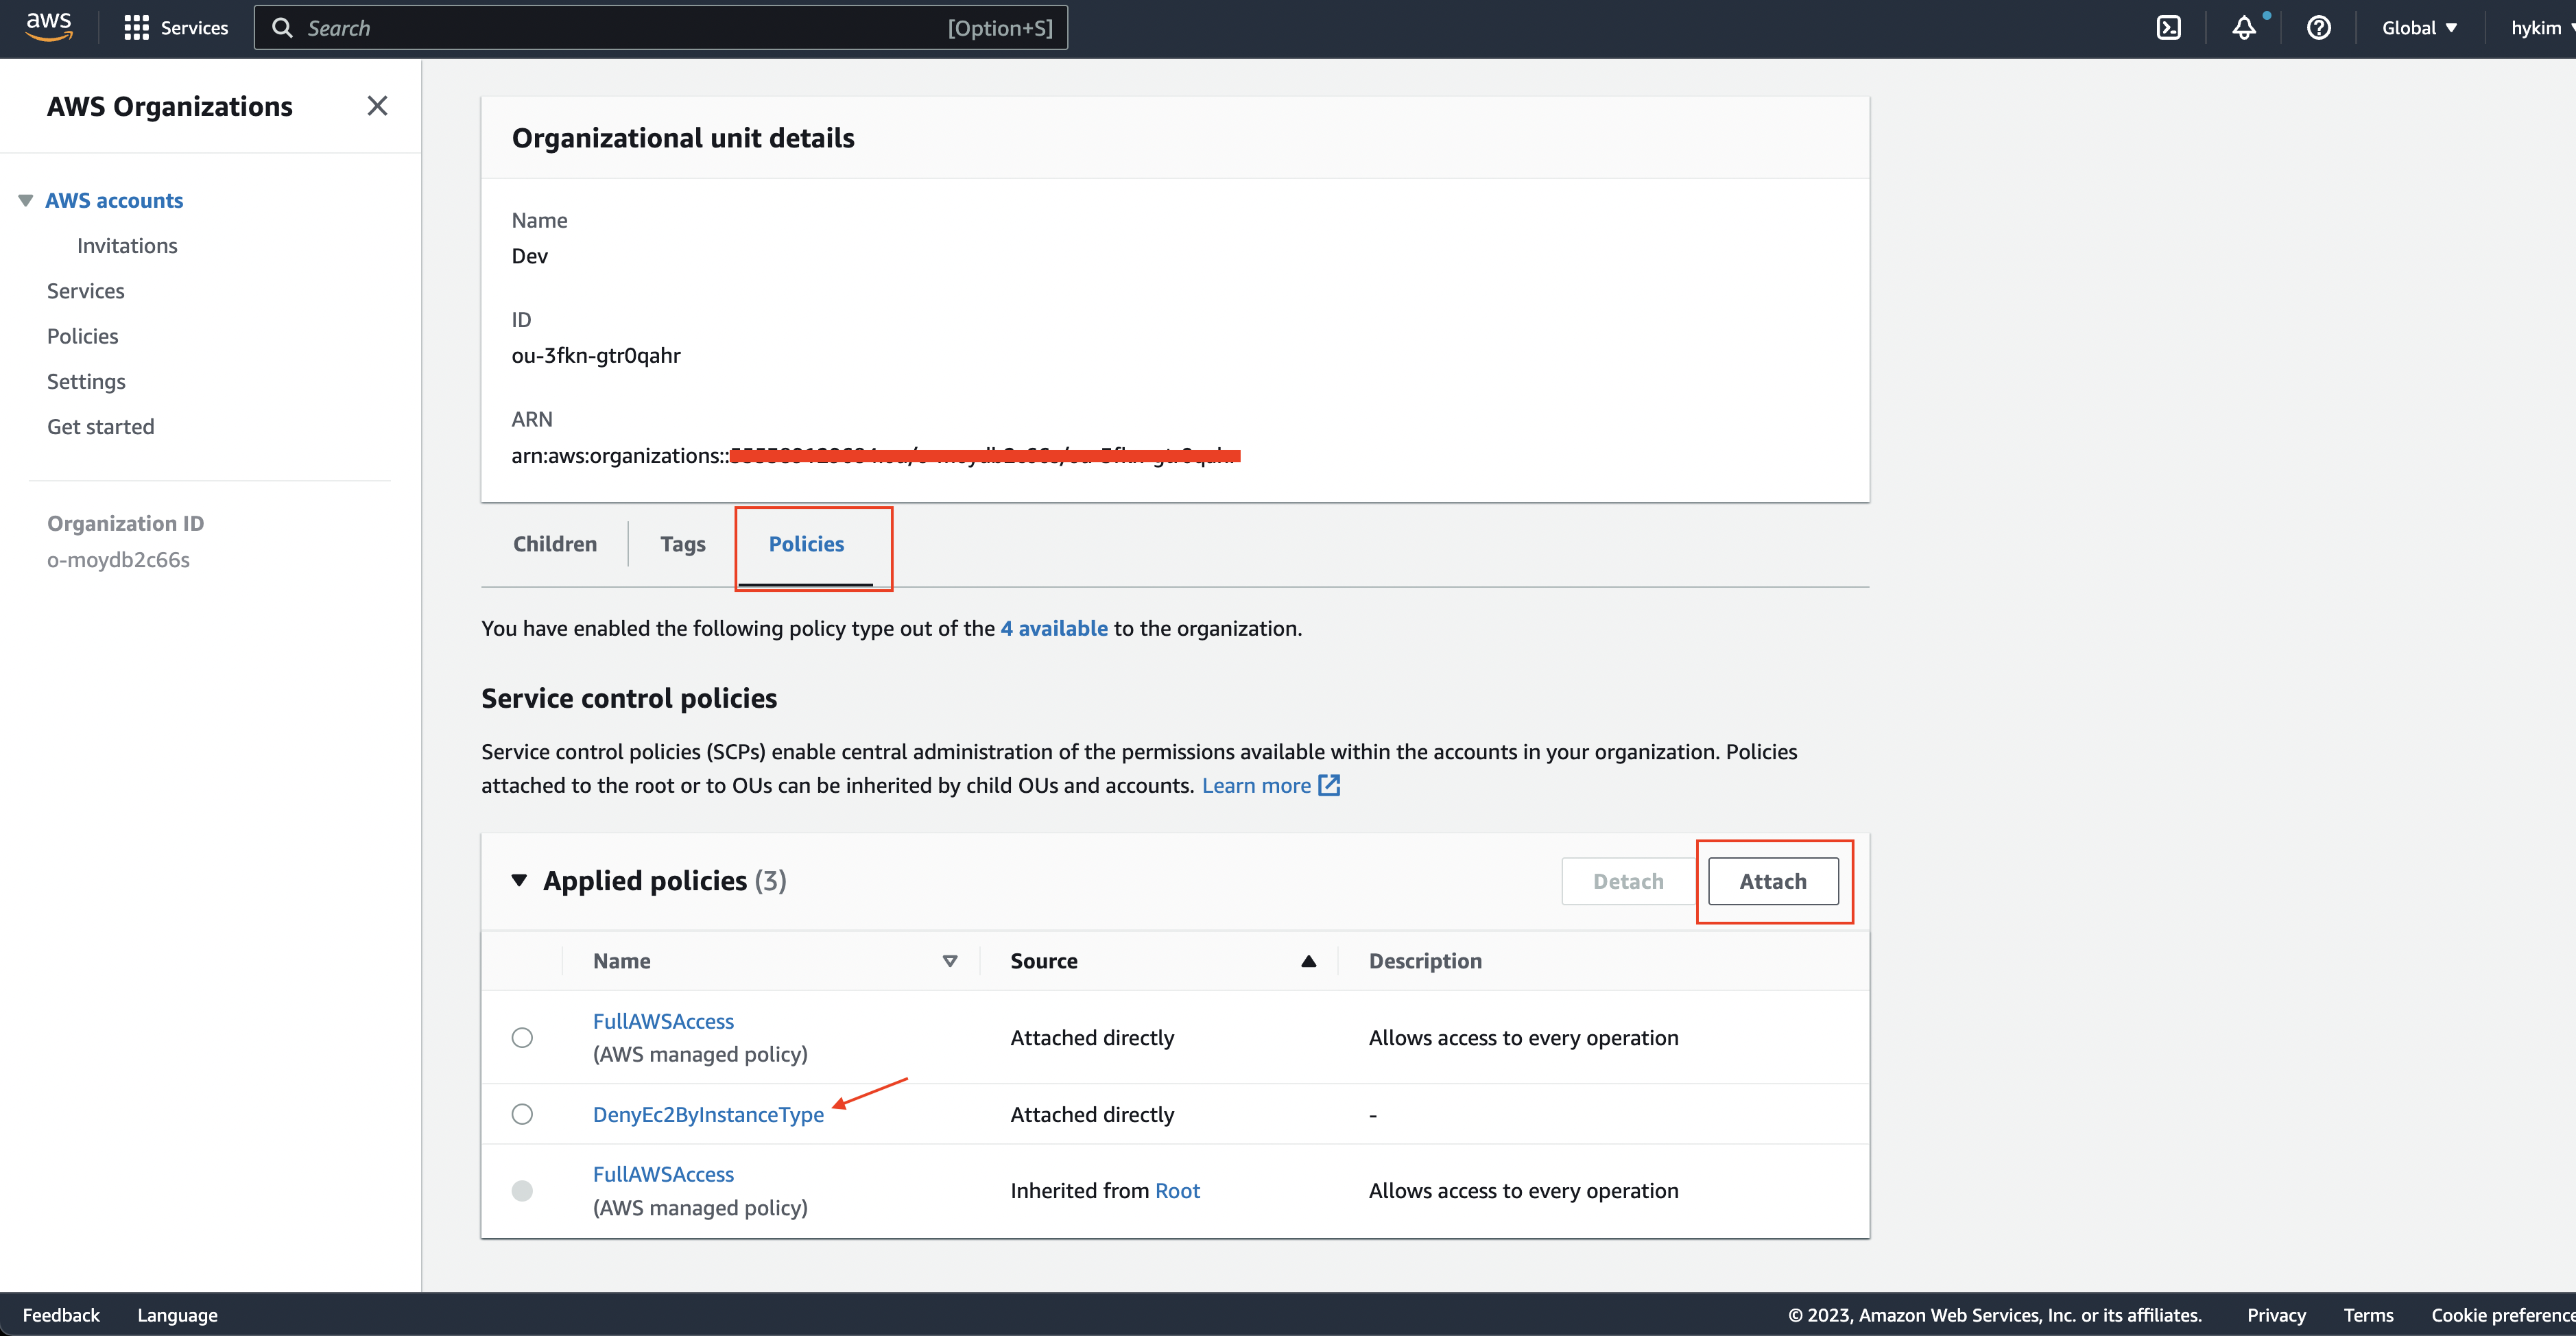 aws
Services
Search
[Option+S]
Global
hykim
AWS Organizations
AWS accounts
Invitations
Services
Policies
Settings
Get started
Organization ID
o-moydb2c66s
Organizational unit details
Name
Dev
ID
ou-3fkn-gtr0qahr
ARN
arn:aws:organizations::
Children
Tags
Policies
You have enabled the following policy type out of the 4 available to the organization.
Service control policies
Service control policies (SCPs) enable central administration of the permissions available within the accounts in your organization. Policies
attached to the root or to OUs can be inherited by child OUs and accounts. Learn more
Applied policies (3)
Detach
Attach
Name
Source
Description
FullAWSAccess
(AWS managed policy)
Attached directly
Allows access to every operation
DenyEc2ByInstanceType
Attached directly
-
FullAWSAccess
(AWS managed policy)
Inherited from Root
Allows access to every operation
Feedback
Language
© 2023, Amazon Web Services, Inc. or its affiliates.
Privacy
Terms
Cookie